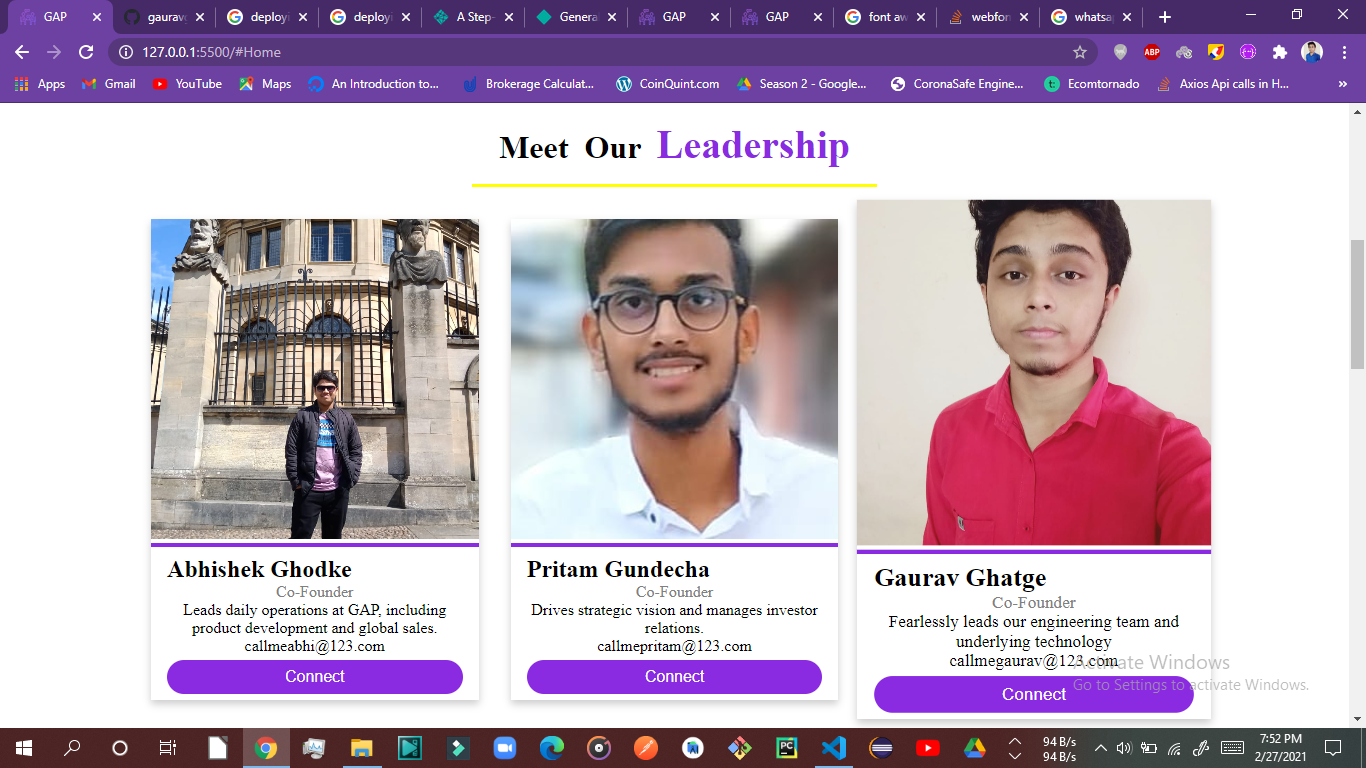 GAP
gaurav
deployi
deployi
A Step-
General
GAP
GAP
font aw
webfon
whatsa
127.0.0.1:5500/#Home
ABP
Apps
Gmail
YouTube
Maps
An Introduction to...
Brokerage Calculat...
CoinQuint.com
Season 2 - Google...
CoronaSafe Engine...
Ecomtornado
Axios Api calls in H...
»
Meet Our Leadership
Abhishek Ghodke
Co-Founder
Leads daily operations at GAP, including
product development and global sales.
callmeabhi@123.com
Connect
Pritam Gundecha
Co-Founder
Drives strategic vision and manages investor
relations.
callmepritam@123.com
Connect
Gaurav Ghatge
Co-Founder
Fearlessly leads our engineering team and
underlying technology
callmegaurav@123.com
Connect
Activate Windows
Go to Settings to activate Windows.
94 B/s
94 B/s
7:52 PM
2/27/2021